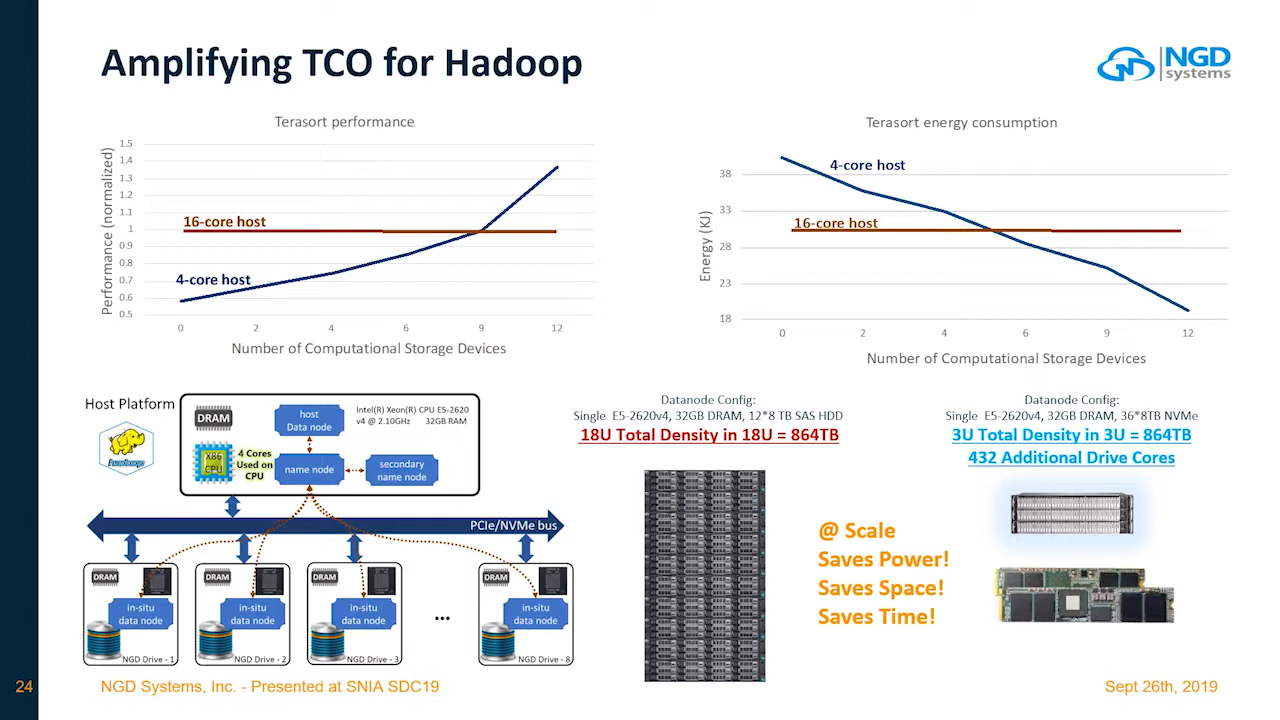 Amplifying TCO for Hadoop
NGD
systems
Terasort performance
Performance (normalized)
1.5
1.4
1.3
1.2
1.1
1
0.9
0.8
0.7
0.6
0.5
16-core host
4-core host
0 2 4 6 9 12
Number of Computational Storage Devices
Terasort energy consumption
Energy (KJ)
38
33
28
23
18
4-core host
16-core host
0 2 4 6 9 12
Number of Computational Storage Devices
Host Platform
hadoop
DRAM
X86
CPU
4 Cores
Used on
CPU
host
Data node
Intel(R) Xeon(R) CPU E5-2620
v4 @ 2.10GHz 32GB RAM
name node
secondary
name node
PCIe/NVMe bus
DRAM
in-situ
data node
NGD Drive - 1
DRAM
in-situ
data node
NGD Drive - 2
DRAM
in-situ
data node
NGD Drive - 3
...
DRAM
in-situ
data node
NGD Drive - 8
Datanode Config:
Single E5-2620v4, 32GB DRAM, 12*8 TB SAS HDD
18U Total Density in 18U = 864TB
Datanode Config:
Single E5-2620v4, 32GB DRAM, 36*8TB NVMe
3U Total Density in 3U = 864TB
432 Additional Drive Cores
@ Scale
Saves Power!
Saves Space!
Saves Time!
24
NGD Systems, Inc. - Presented at SNIA SDC19
Sept 26th, 2019